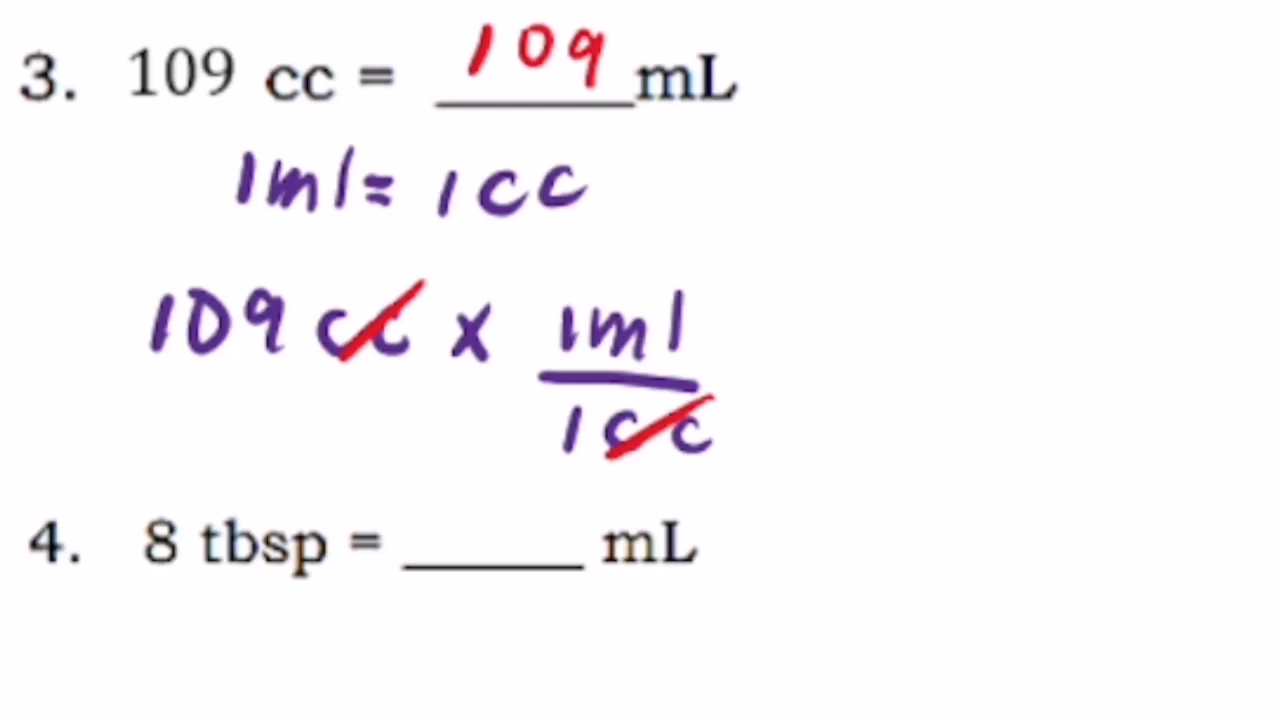 3. 109 cc = 109 mL
1ml = 1cc
109 cc x 1ml
1cc
4. 8 tbsp = ______ mL